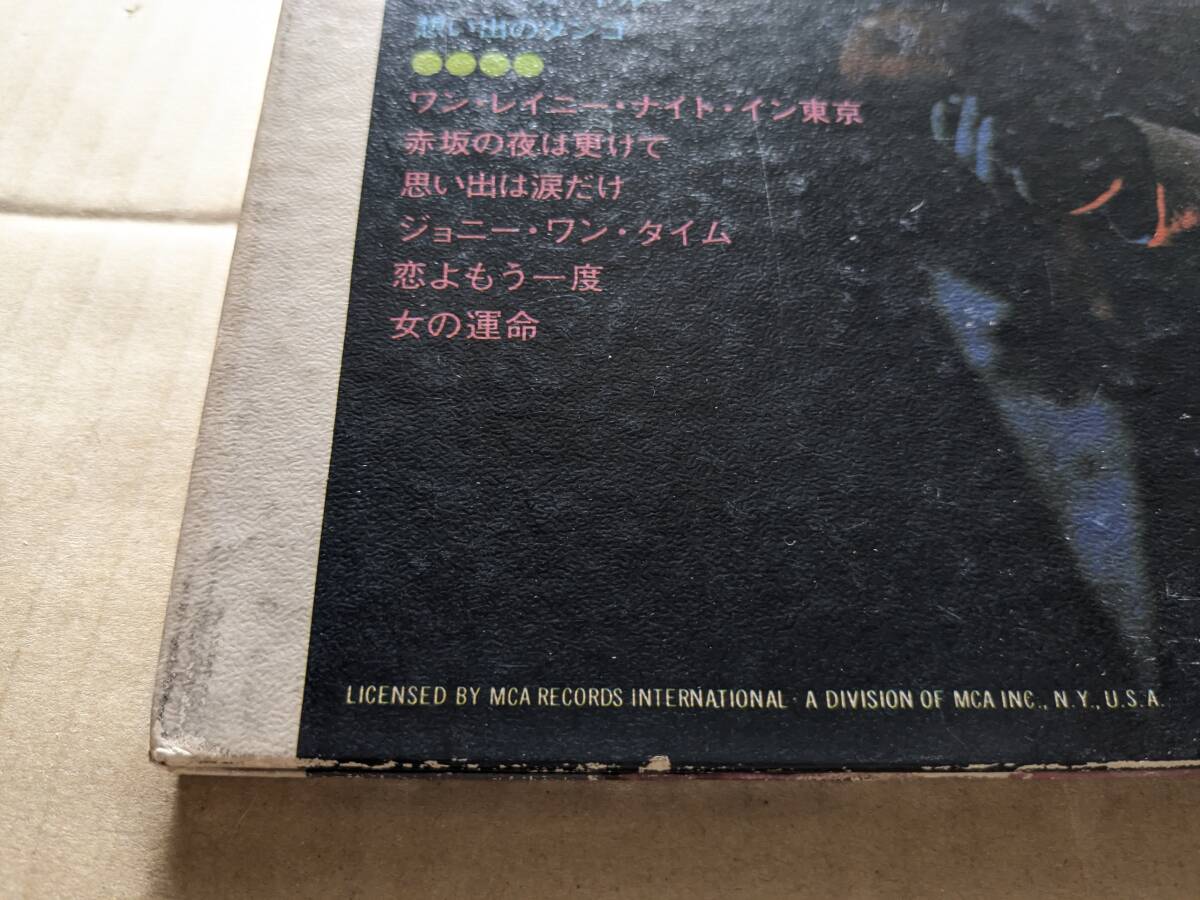 想い出のタンゴ
ワン・レイニー・ナイト・イン東京
赤坂の夜は更けて
思い出は涙だけ
ジョニー・ワン・タイム
恋よもう一度
女の運命
LICENSED BY MCA RECORDS INTERNATIONAL · A DIVISION OF MCA INC., N.Y., U.S.A.